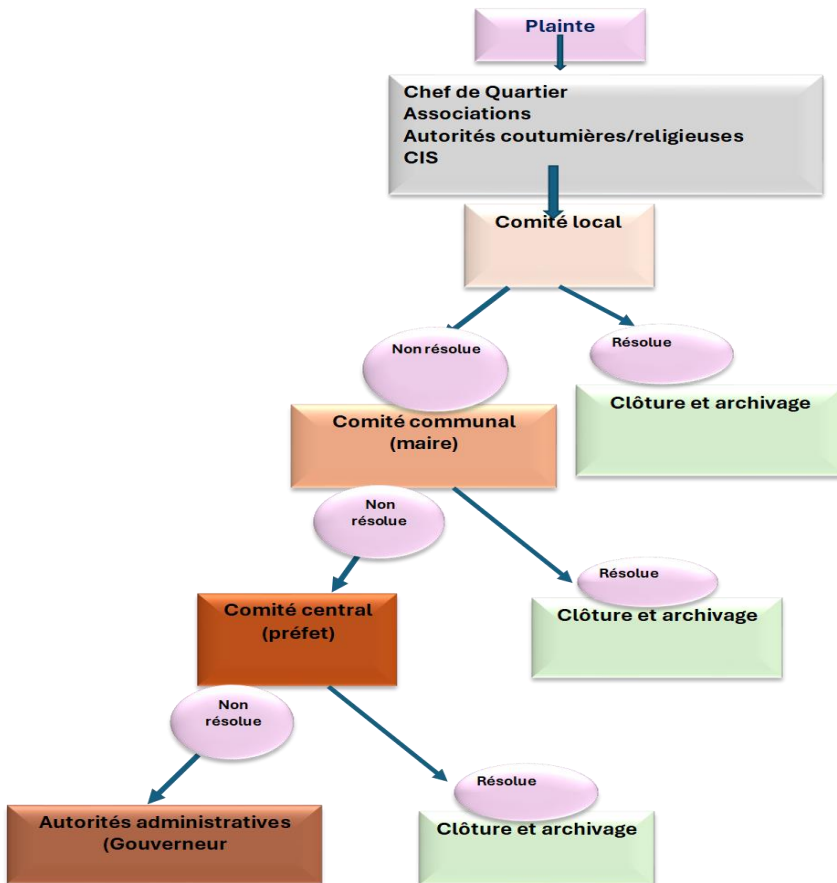 Plainte
Chef de Quartier
Associations
Autorités coutumières/religieuses
CIS
Comité local
Non résolue
Résolue
Clôture et archivage
Comité communal
(maire)
Non
résolue
Résolue
Clôture et archivage
Comité central
(préfet)
Non
résolue
Résolue
Clôture et archivage
Autorités administratives
(Gouverneur